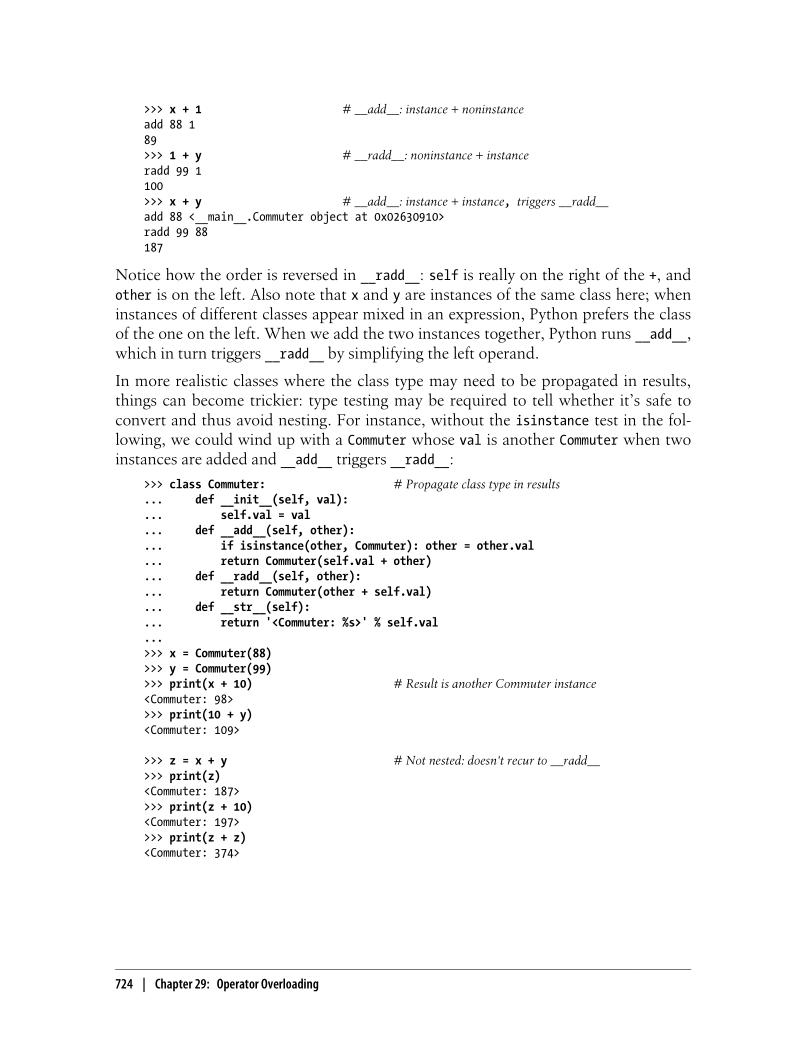 >>> x + 1 # __add__: instance + noninstance
add 88 1
89
>>> 1 + y # __radd__: noninstance + instance
radd 99 1
100
>>> x + y # __add__: instance + instance, triggers __radd__
add 88 <__main__.Commuter object at 0x02630910>
radd 99 88
187
Notice how the order is reversed in __radd__: self is really on the right of the +, and
other is on the left. Also note that x and y are instances of the same class here; when
instances of different classes appear mixed in an expression, Python prefers the class
of the one on the left. When we add the two instances together, Python runs __add__,
which in turn triggers __radd__ by simplifying the left operand.
In more realistic classes where the class type may need to be propagated in results,
things can become trickier: type testing may be required to tell whether it's safe to
convert and thus avoid nesting. For instance, without the isinstance test in the fol-
lowing, we could wind up with a Commuter whose val is another Commuter when two
instances are added and __add__ triggers __radd__:
>>> class Commuter: # Propagate class type in results
...     def __init__(self, val):
...         self.val = val
...     def __add__(self, other):
...         if isinstance(other, Commuter): other = other.val
...         return Commuter(self.val + other)
...     def __radd__(self, other):
...         return Commuter(other + self.val)
...     def __str__(self):
...         return '<Commuter: %s>' % self.val
...
>>> x = Commuter(88)
>>> y = Commuter(99)
>>> print(x + 10) # Result is another Commuter instance
<Commuter: 98>
>>> print(10 + y)
<Commuter: 109>
>>> z = x + y # Not nested: doesn't recur to __radd__
>>> print(z)
<Commuter: 187>
>>> print(z + 10)
<Commuter: 197>
>>> print(z + z)
<Commuter: 374>
724 | Chapter 29: Operator Overloading